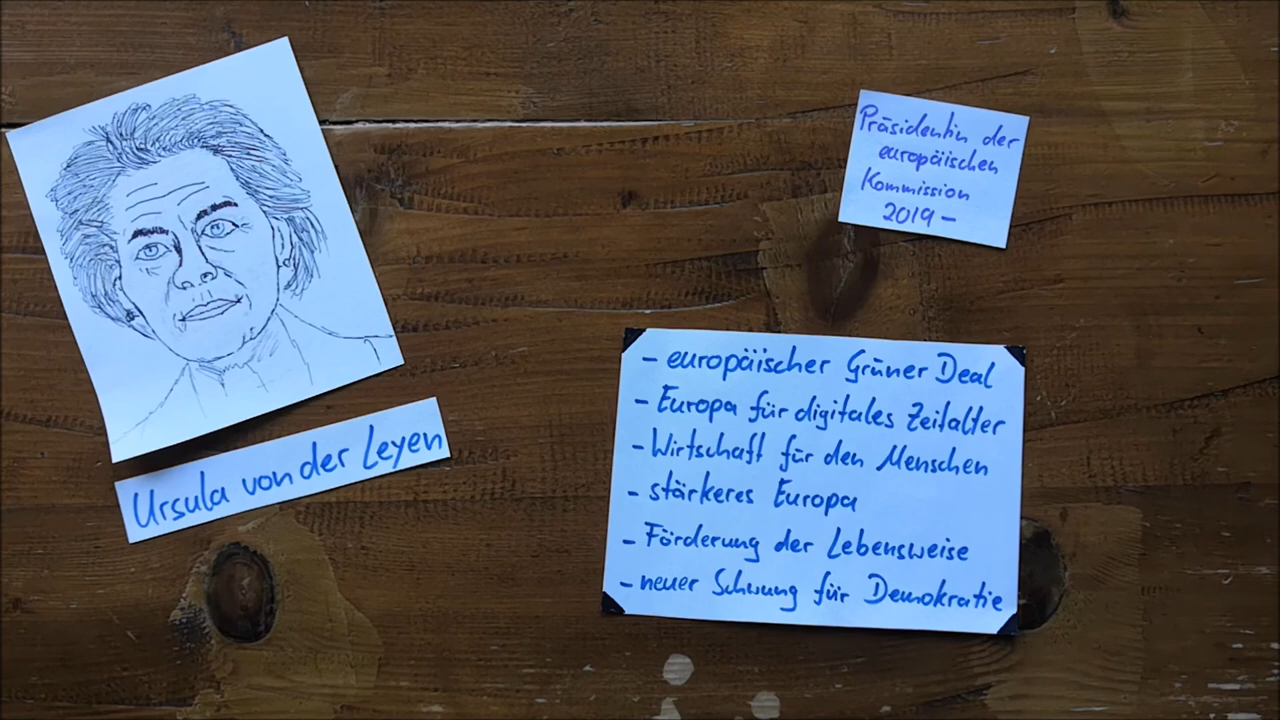 Präsidentin der
europäischen
Kommission
2019 –
- europäischer Grüner Deal
- Europa für digitales Zeitalter
- Wirtschaft für den Menschen
- stärkeres Europa
- Förderung der Lebensweise
- neuer Schwung für Demokratie
Ursula von der Leyen